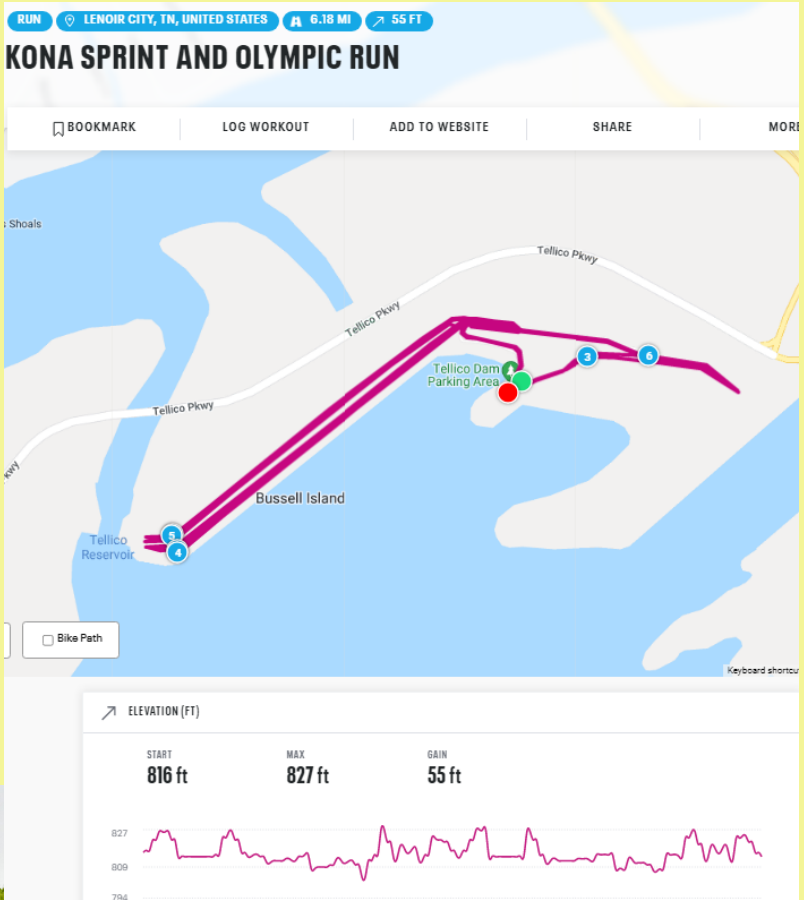 RUN LENOIR CITY, TN, UNITED STATES 6.18 MI 55 FT
KONA SPRINT AND OLYMPIC RUN
BOOKMARK LOG WORKOUT ADD TO WEBSITE SHARE MORE
s Shoals
Tellico Pkwy
Tellico Pkwy
3
6
Tellico Dam
Parking Area
Tellico Pkwy
kwy
Bussell Island
5
4
Tellico
Reservoir
Bike Path
Keyboard shortcu
ELEVATION (FT)
START MAX GAIN
816 ft 827 ft 55 ft
827
809
794